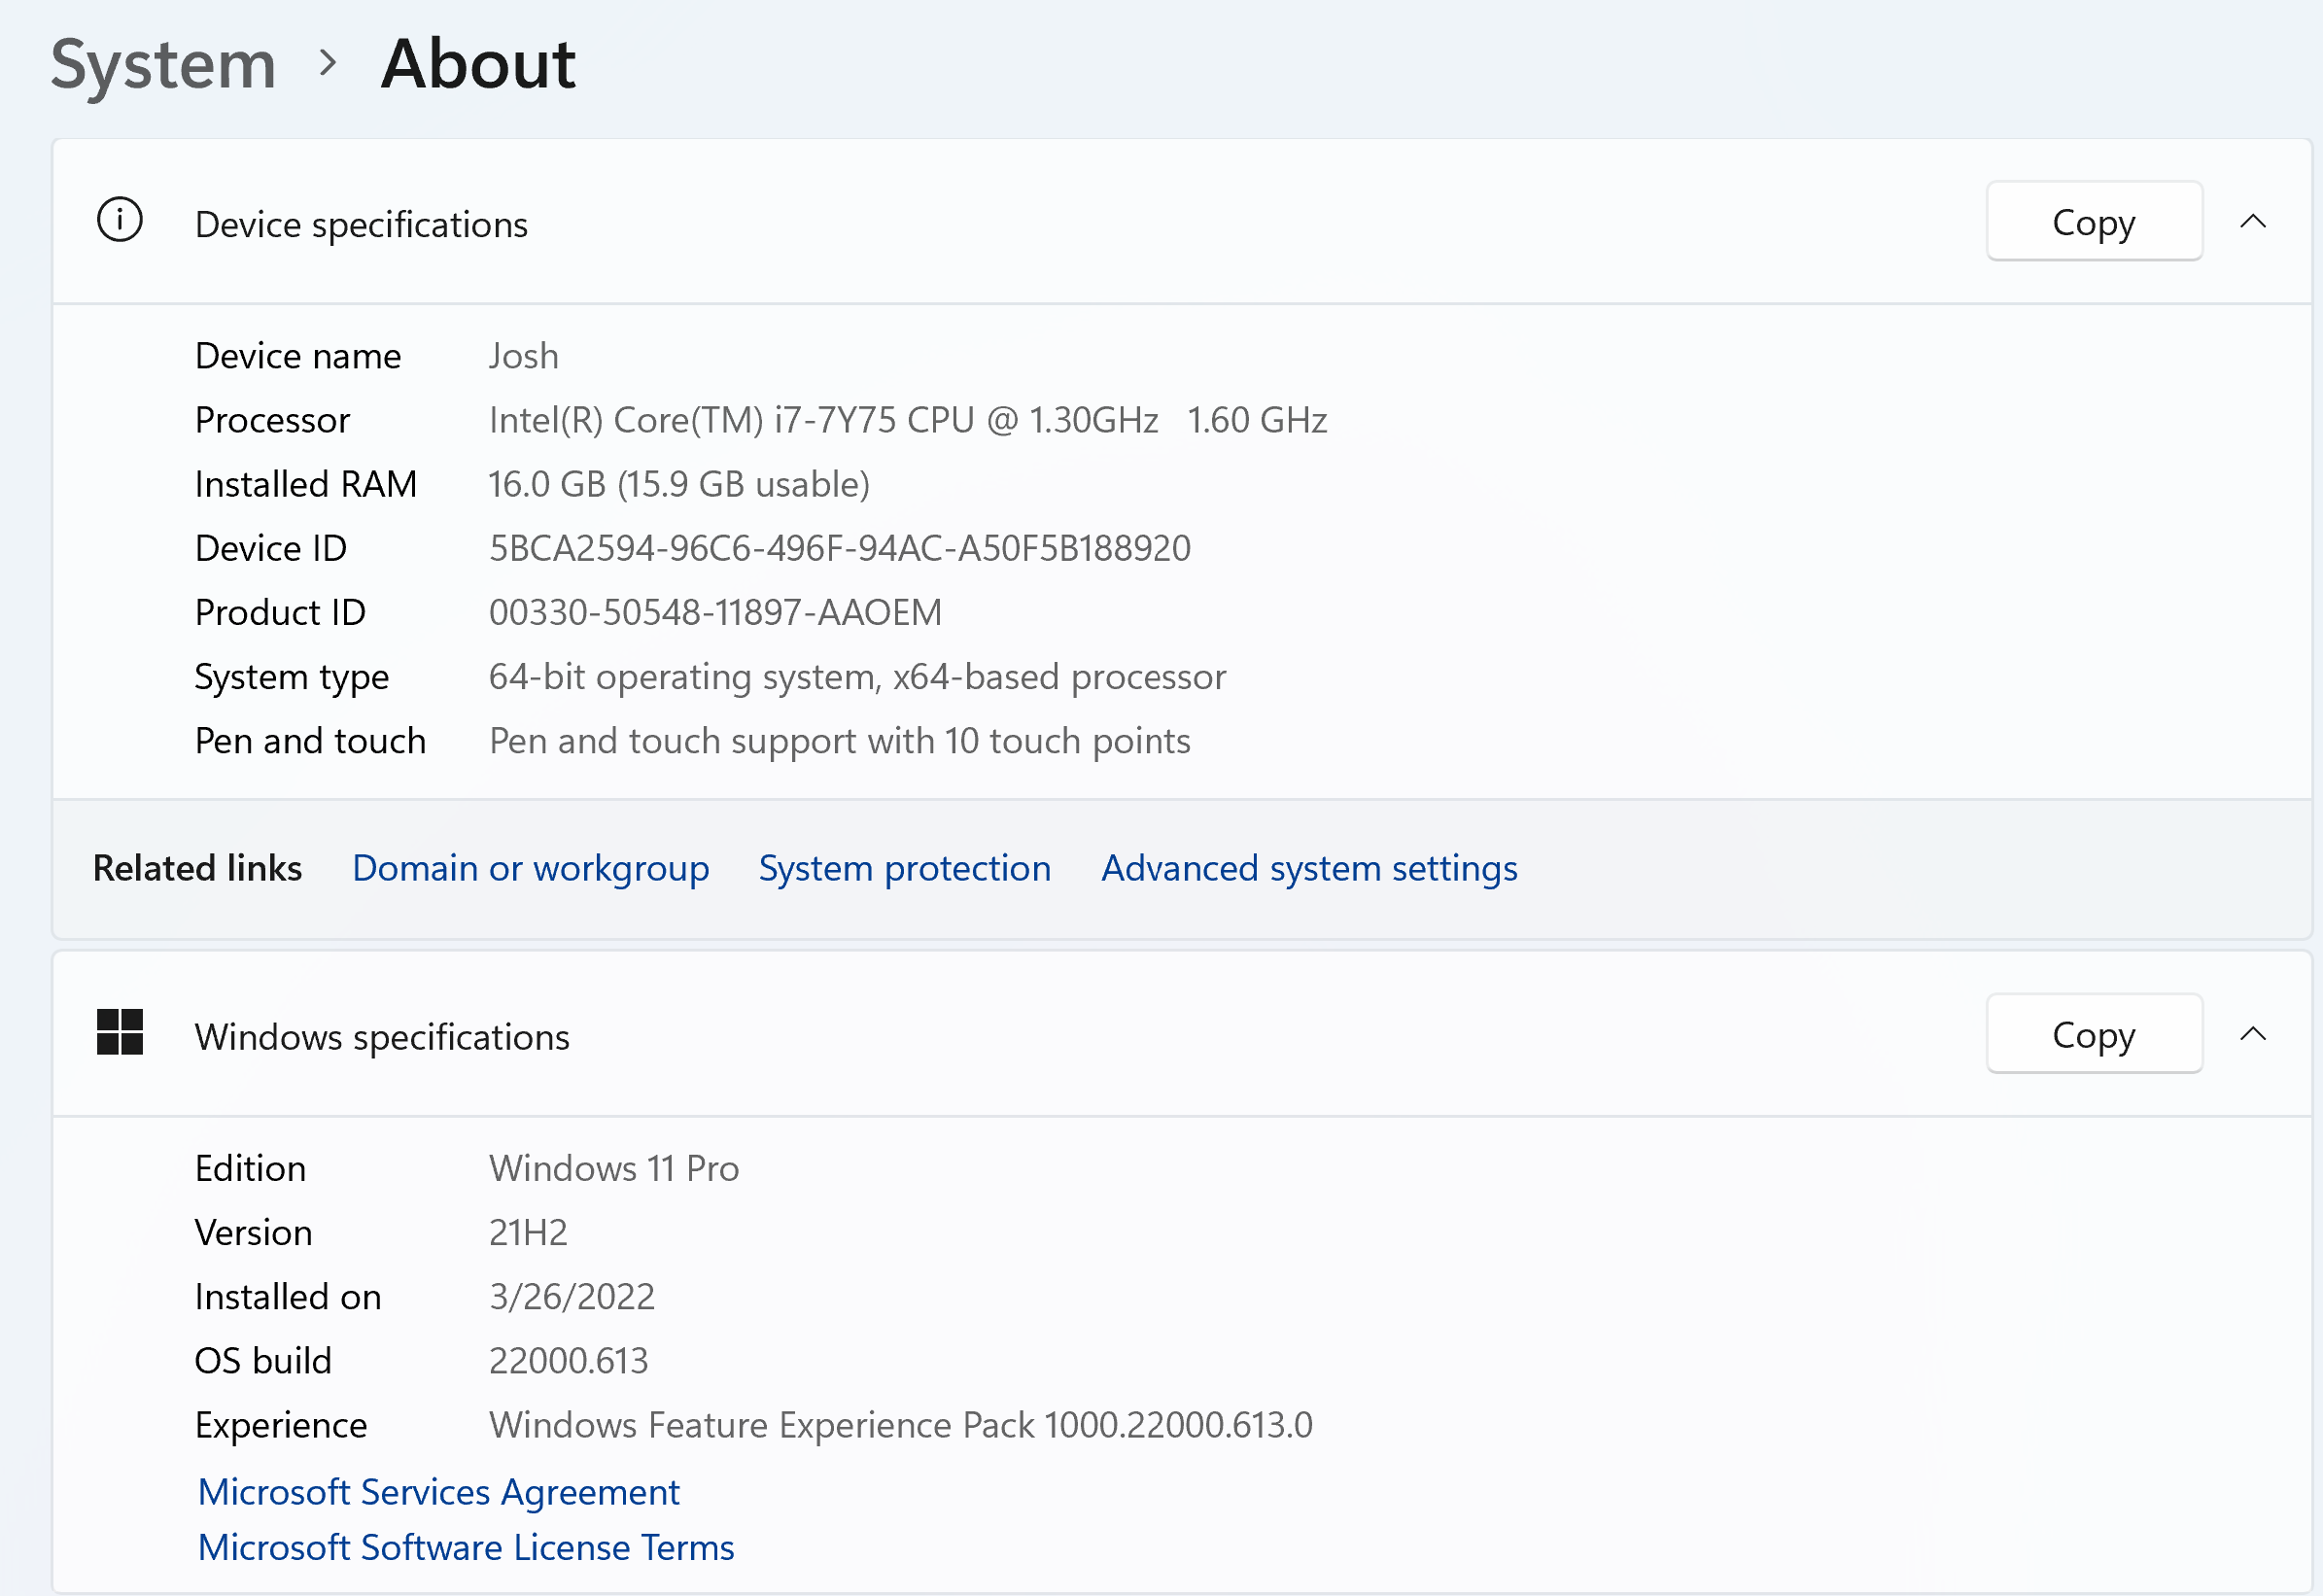 System > About
Device specifications Copy
Device name Josh
Processor Intel(R) Core(TM) i7-7Y75 CPU @ 1.30GHz 1.60 GHz
Installed RAM 16.0 GB (15.9 GB usable)
Device ID 5BCA2594-96C6-496F-94AC-A50F5B188920
Product ID 00330-50548-11897-AAOEM
System type 64-bit operating system, x64-based processor
Pen and touch Pen and touch support with 10 touch points
Related links Domain or workgroup System protection Advanced system settings
Windows specifications Copy
Edition Windows 11 Pro
Version 21H2
Installed on 3/26/2022
OS build 22000.613
Experience Windows Feature Experience Pack 1000.22000.613.0
Microsoft Services Agreement
Microsoft Software License Terms